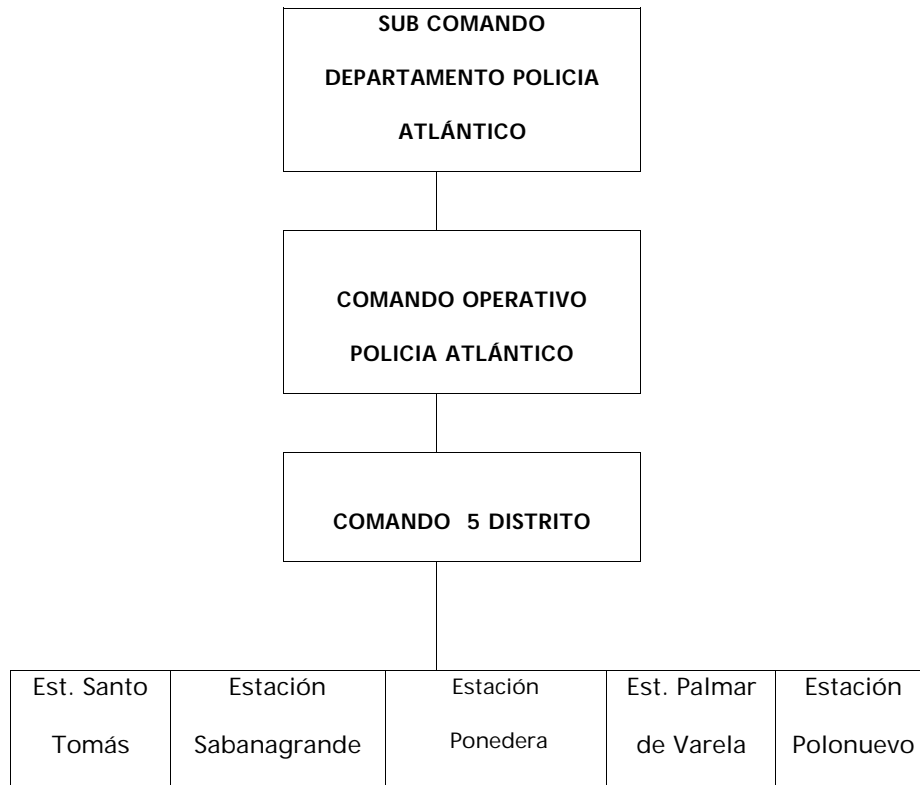 SUB COMANDO
DEPARTAMENTO POLICIA
ATLÁNTICO
COMANDO OPERATIVO
POLICIA ATLÁNTICO
COMANDO 5 DISTRITO
Est. Santo
Tomás
Estación
Sabanagrande
Estación
Ponedera
Est. Palmar
de Varela
Estación
Polonuevo